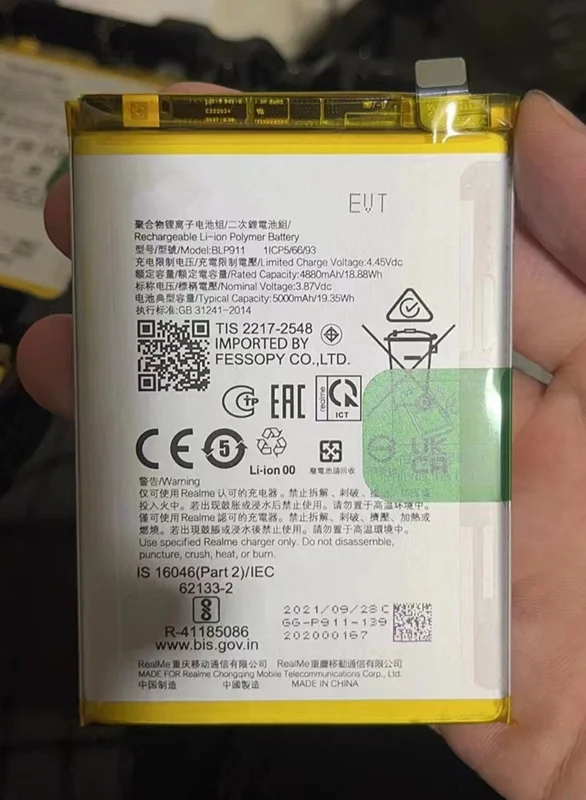 EVT
聚合物锂离子电池组/二次鋰電池組/
Rechargeable Li-ion Polymer Battery
型号/型號/Model:BLP911 1ICP5/66/93
充电限制电压/充電限制電壓/Limited Charge Voltage:4.45Vdc
额定容量/額定電容量/Rated Capacity:4880mAh/18.88Wh
标称电压/標稱電壓/Nominal Voltage:3.87Vdc
电池典型容量/Typical Capacity:5000mAh/19.35Wh
执行标准:GB 31241-2014
TIS 2217-2548
IMPORTED BY
FESSOPY CO.,LTD.
TP EAC realme ICT
CE 5 Li-ion 00 廢電池請回收 UK CA
警告/Warning
仅可使用Realme认可的充电器。禁止拆解、刺破、
投入火中。若出现鼓胀或浸水后禁止使用。请勿置于高温环境中。
僅可使用Realme認可的充電器。禁止拆解、刺破、擠壓、加熱或
燃燒。若出現鼓脹或浸水後禁止使用。請勿置于高溫環境中。
Use specified Realme charger only. Do not disassemble,
puncture, crush, heat, or burn.
IS 16046(Part 2)/IEC
62133-2
R-41185086
www.bis.gov.in
2021/09/28C
GG-P911-139
202000167
RealMe重庆移动通信有限公司 RealMe重慶移動通信有限公司
MADE FOR Realme Chongqing Mobile Telecommunications Corp., Ltd.
中国制造 中國製造 MADE IN CHINA